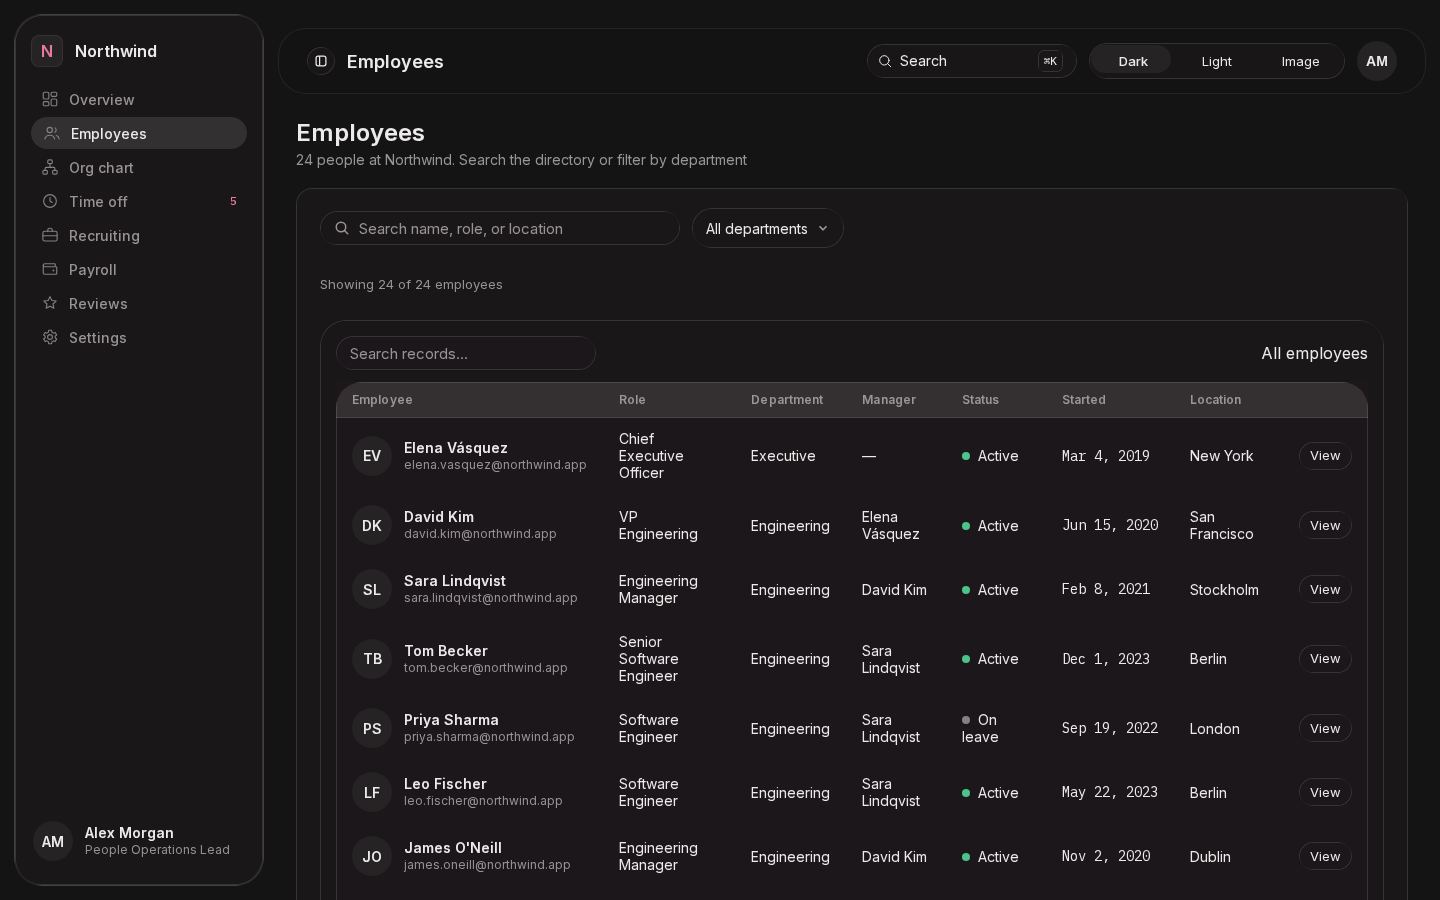 N Northwind
Overview
Employees
Org chart
Time off 5
Recruiting
Payroll
Reviews
Settings
AM Alex Morgan
People Operations Lead
Employees
Search ⌘K
Dark Light Image
AM
Employees
24 people at Northwind. Search the directory or filter by department
Search name, role, or location
All departments
Showing 24 of 24 employees
Search records...
All employees
Employee Role Department Manager Status Started Location
EV Elena Vásquez
elena.vasquez@northwind.app
Chief
Executive
Officer
Executive — Active Mar 4, 2019 New York View
DK David Kim
david.kim@northwind.app
VP
Engineering
Engineering
Elena
Vásquez
Active Jun 15, 2020
San
Francisco
View
SL Sara Lindqvist
sara.lindqvist@northwind.app
Engineering
Manager
Engineering David Kim Active Feb 8, 2021 Stockholm View
TB Tom Becker
tom.becker@northwind.app
Senior
Software
Engineer
Engineering
Sara
Lindqvist
Active Dec 1, 2023 Berlin View
PS Priya Sharma
priya.sharma@northwind.app
Software
Engineer
Engineering
Sara
Lindqvist
On
leave
Sep 19, 2022 London View
LF Leo Fischer
leo.fischer@northwind.app
Software
Engineer
Engineering
Sara
Lindqvist
Active May 22, 2023 Berlin View
JO James O'Neill
james.oneill@northwind.app
Engineering
Manager
Engineering David Kim Active Nov 2, 2020 Dublin View